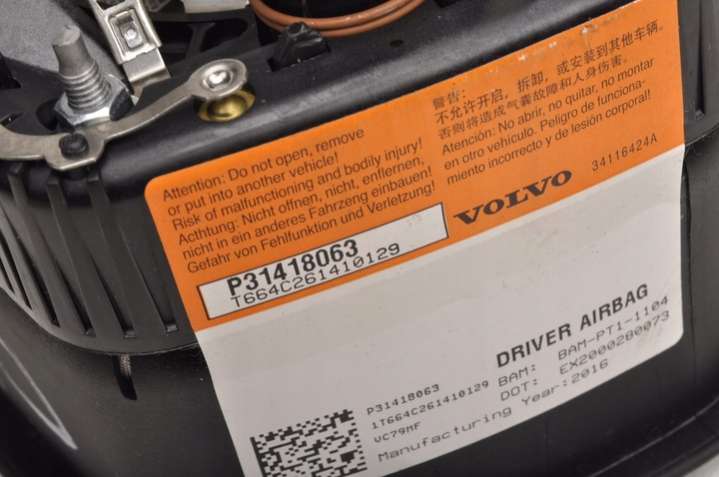 Attention: Do not open, remove
or put into another vehicle!
Risk of malfunctioning and bodily injury!
Achtung: Nicht öffnen, nicht, entflernen,
nicht in ein anderes Fahrzeng einbauen!
Gefahr von Fehlfunktion und Verletzung!
警告:
不允许开启，拆卸，或安装到其他车辆。
否则将造成气囊故障和人身伤害。
Atención: No abrir, no quitar, no montar
en otro vehículo. Peligro de funciona-
miento incorrecto y de lesión corporal!
VOLVO
34116424A
P31418063
T664C261410129
DRIVER AIRBAG
BAM: BAM-PT1-1104
DOT: EX2000280073
Manufacturing Year:2016
P31418063
1T664C261410129
VC79MF